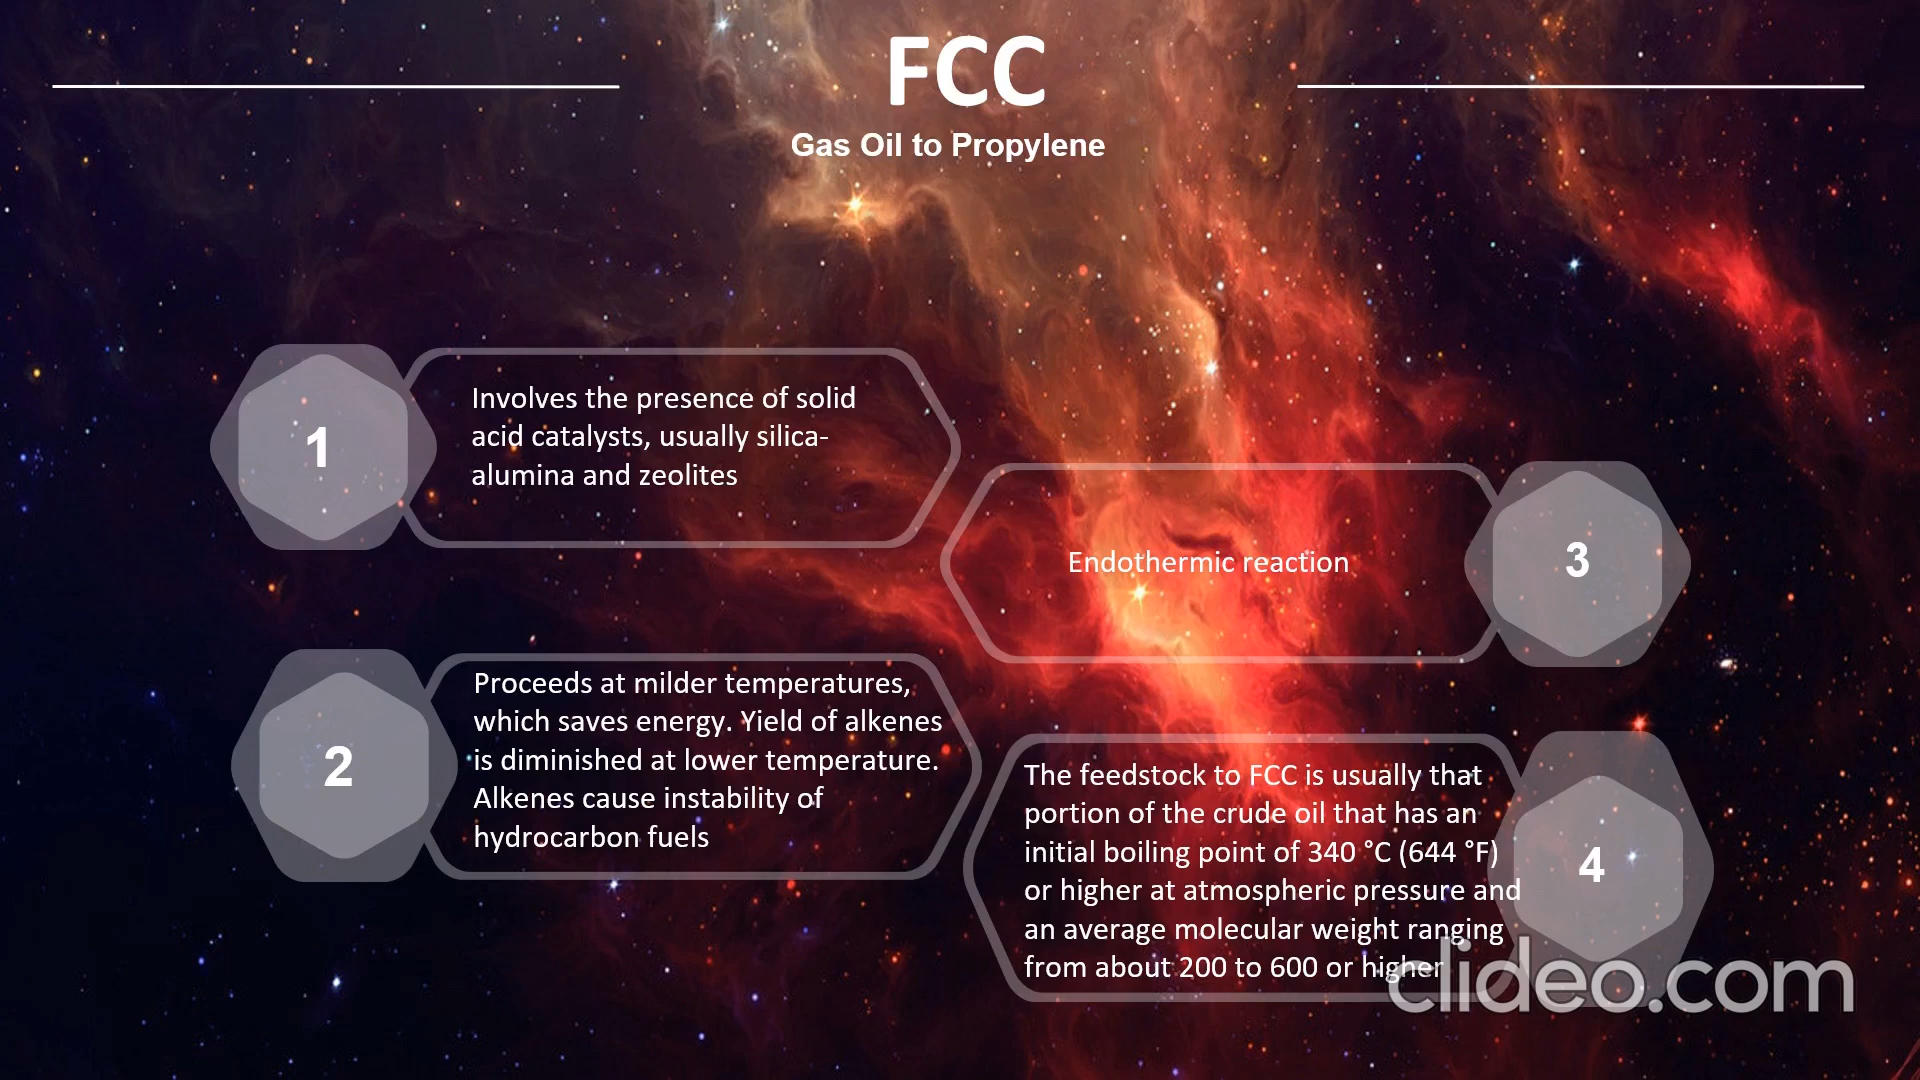 FCC
Gas Oil to Propylene
1
Involves the presence of solid
acid catalysts, usually silica-
alumina and zeolites
2
Proceeds at milder temperatures,
which saves energy. Yield of alkenes
is diminished at lower temperature.
Alkenes cause instability of
hydrocarbon fuels
Endothermic reaction
3
The feedstock to FCC is usually that
portion of the crude oil that has an
initial boiling point of 340 °C (644 °F)
or higher at atmospheric pressure and
an average molecular weight ranging
from about 200 to 600 or higher
4
clideo.com